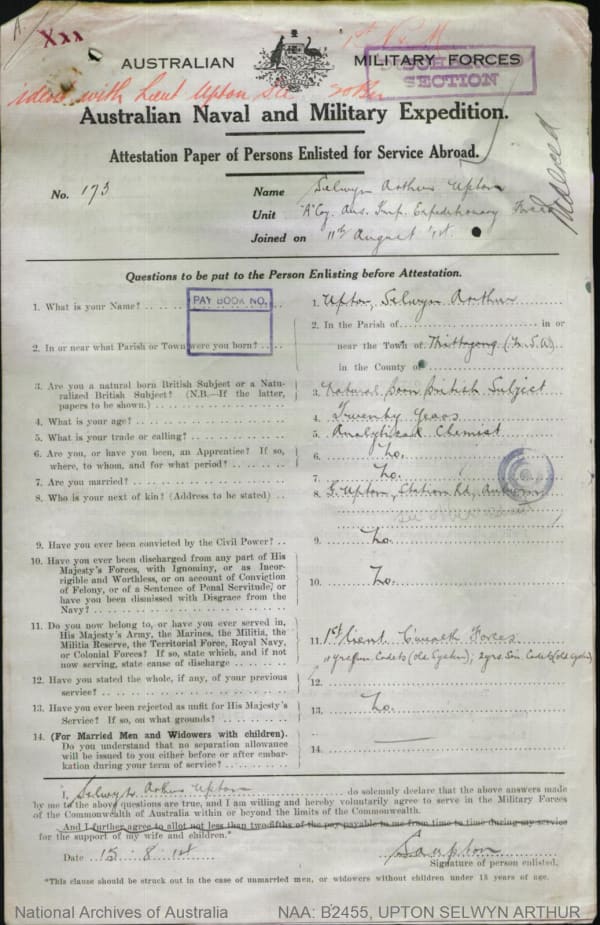 A.
Xxx
AUSTRALIAN MILITARY FORCES
SECTION
with Lieut Upton
Australian Naval and Military Expedition.
Attestation Paper of Persons Enlisted for Service Abroad.
No. 173
Name Selwyn Arthur Upton
Unit "A" Coy. Aus. Imp. Expeditionary Force
Joined on 11th August '14.
Questions to be put to the Person Enlisting before Attestation.
PAY BOOK NO.
1. What is your Name?
1. Upton, Selwyn Arthur
2. In or near what Parish or Town were you born?
2. In the Parish of in or
near the Town of Mittagong (N.S.W)
in the County of
3. Are you a natural born British Subject or a Naturalized British Subject? (N.B.—If the latter, papers to be shown.)
3. Natural born British Subject
4. What is your age?
4. Twenty years
5. What is your trade or calling?
5. Analytical Chemist
6. Are you, or have you been, an Apprentice? If so, where, to whom, and for what period?
6. No.
7. Are you married?
7. No.
8. Who is your next of kin? (Address to be stated)
8. G. Upton, Station Rd, Auburn
9. Have you ever been convicted by the Civil Power?
9. No.
10. Have you ever been discharged from any part of His Majesty's Forces, with Ignominy, or as Incorrigible and Worthless, or on account of Conviction of Felony, or of a Sentence of Penal Servitude, or have you been Dismissed with Disgrace from the Navy?
10. No.
11. Do you now belong to, or have you ever served in, His Majesty's Army, the Marines, the Militia, the Militia Reserve, the Territorial Force, Royal Navy, or Colonial Forces? If so, state which, and if not now serving, state cause of discharge
11. 1st Lieut C'wealth Forces
Cadets (old System); 2 yrs Sen. Cadets (old System)
12. Have you stated the whole, if any, of your previous service?
12.
13. Have you ever been rejected as unfit for His Majesty's Service? If so, on what grounds?
13. No.
14. (For Married Men and Widowers with children). Do you understand that no separation allowance will be issued to you either before or after embarkation during your term of service?
14.
I, Selwyn Arthur Upton do solemnly declare that the above answers made
by me to the above questions are true, and I am willing and hereby voluntarily agree to serve in the Military Forces
of the Commonwealth of Australia within or beyond the limits of the Commonwealth.
And I further agree to allot not less than two-fifths of the pay payable to me from time to time during my service
for the support of my wife and children.*
Date 15 . 8 . 14
SaUpton
Signature of person enlisted.
*This clause should be struck out in the case of unmarried men, or widowers without children under 18 years of age.
National Archives of Australia
NAA: B2455, UPTON SELWYN ARTHUR